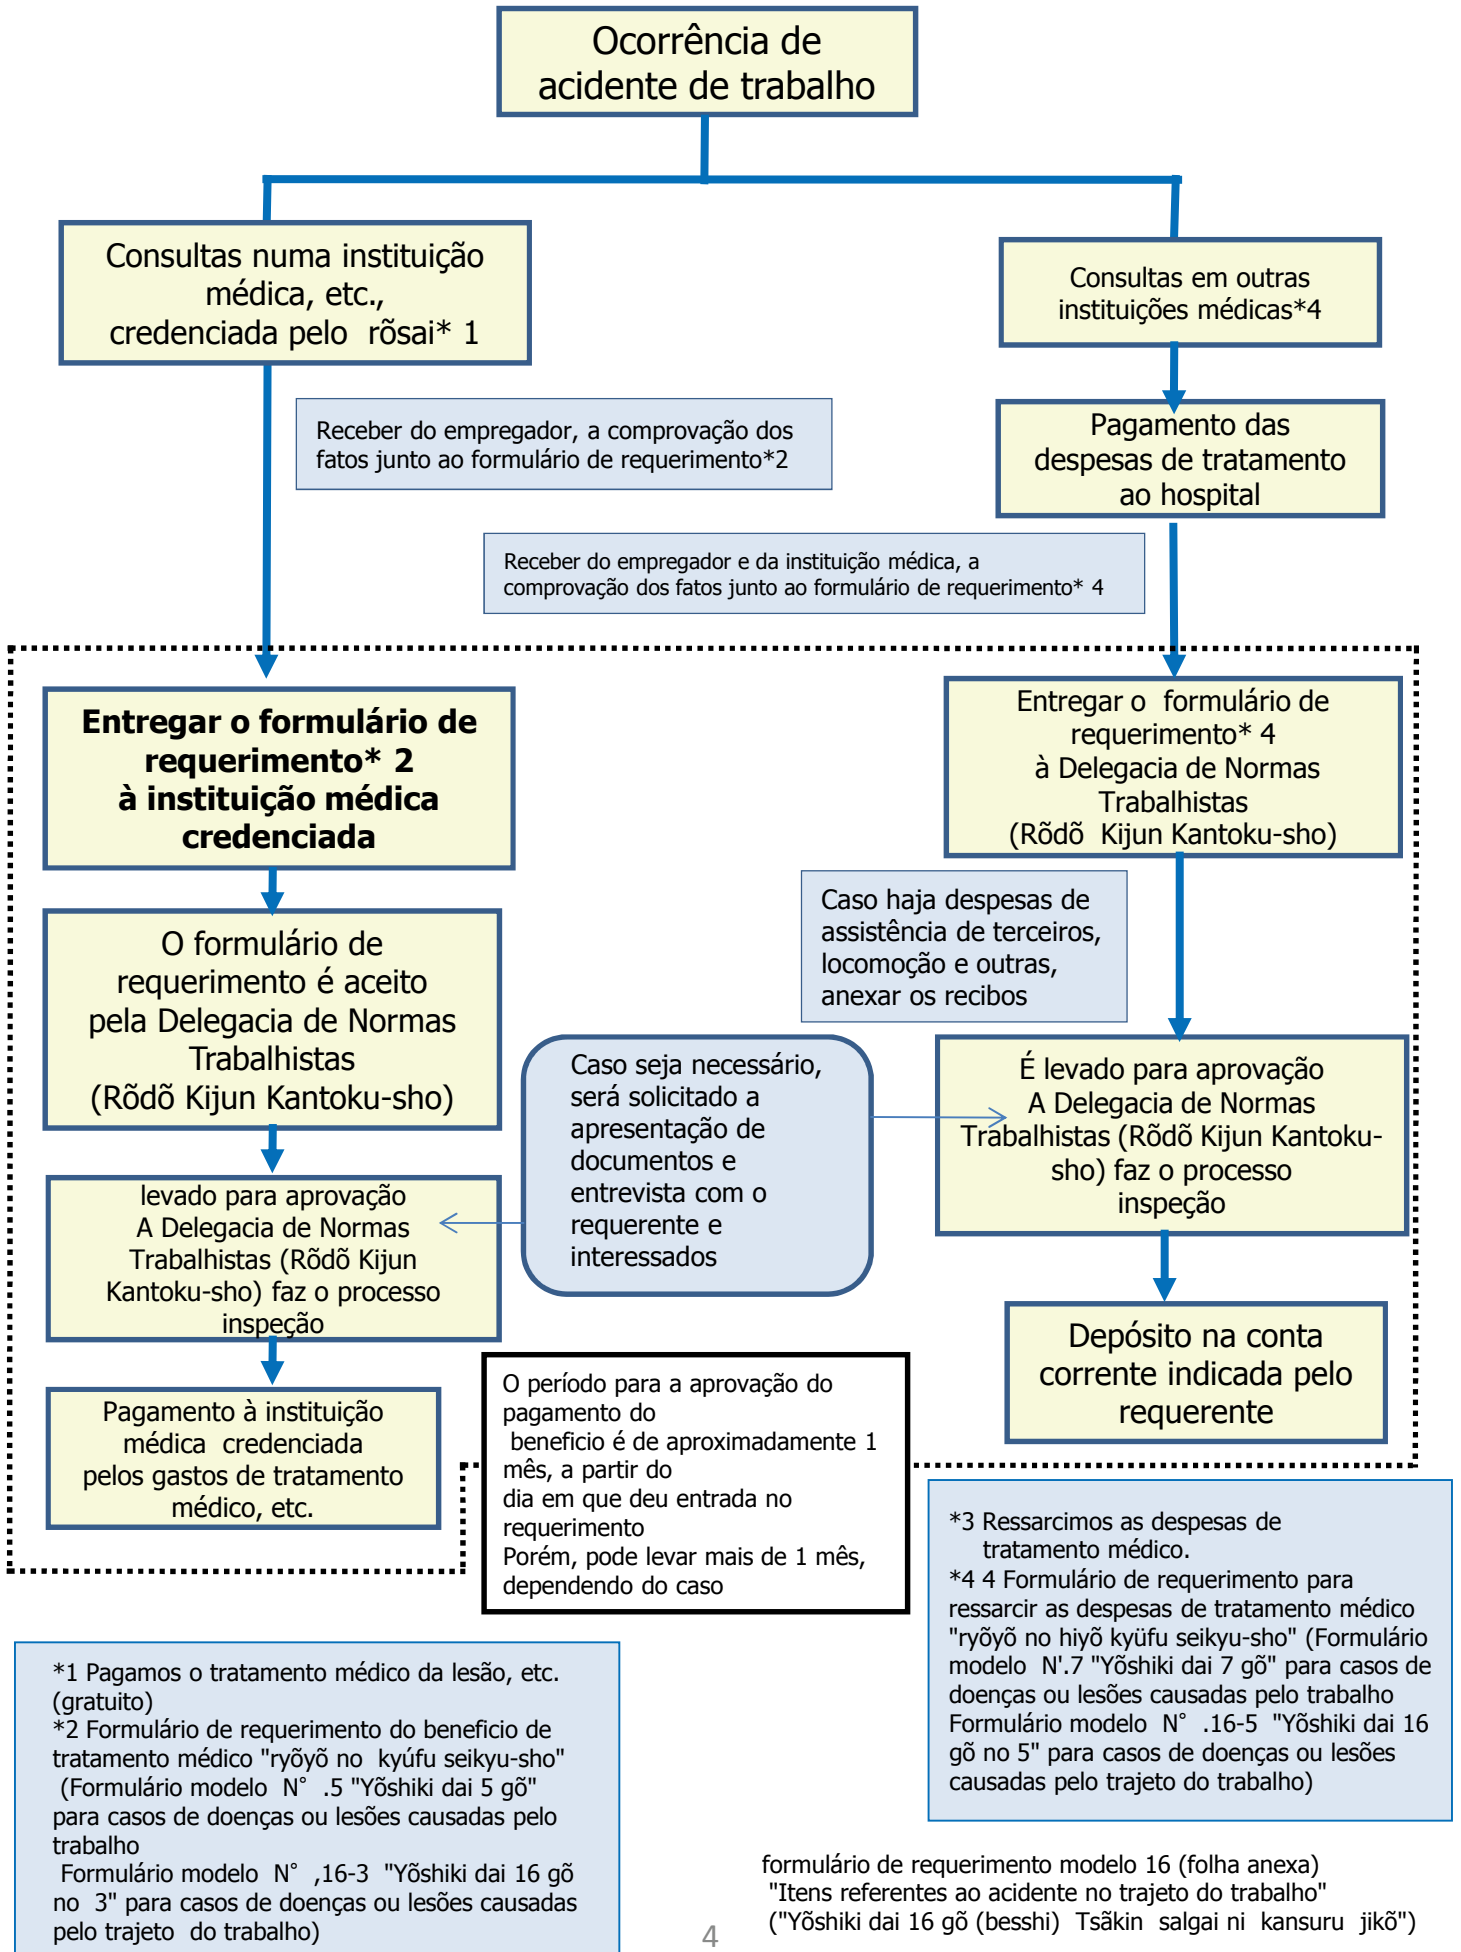 Ocorrência de
acidente de trabalho
Consultas numa instituição
médica, etc.,
credenciada pelo rõsai* 1
Consultas em outras
instituições médicas*4
Receber do empregador, a comprovação dos
fatos junto ao formulário de requerimento*2
Pagamento das
despesas de tratamento
ao hospital
Receber do empregador e da instituição médica, a
comprovação dos fatos junto ao formulário de requerimento* 4
Entregar o formulário de
requerimento* 2
à instituição médica
credenciada
Entregar o formulário de
requerimento* 4
à Delegacia de Normas
Trabalhistas
(Rõdõ Kijun Kantoku-sho)
Caso haja despesas de
assistência de terceiros,
locomoção e outras,
anexar os recibos
O formulário de
requerimento é aceito
pela Delegacia de Normas
Trabalhistas
(Rõdõ Kijun Kantoku-sho)
Caso seja necessário,
será solicitado a
apresentação de
documentos e
entrevista com o
requerente e
interessados
É levado para aprovação
A Delegacia de Normas
Trabalhistas (Rõdõ Kijun Kantoku-
sho) faz o processo
inspeção
levado para aprovação
A Delegacia de Normas
Trabalhistas (Rõdõ Kijun
Kantoku-sho) faz o processo
inspeção
Depósito na conta
corrente indicada pelo
requerente
Pagamento à instituição
médica credenciada
pelos gastos de tratamento
médico, etc.
O período para a aprovação do
pagamento do
beneficio é de aproximadamente 1
mês, a partir do
dia em que deu entrada no
requerimento
Porém, pode levar mais de 1 mês,
dependendo do caso
*3 Ressarcimos as despesas de
tratamento médico.
*4 4 Formulário de requerimento para
ressarcir as despesas de tratamento médico
"ryõyõ no hiyõ kyüfu seikyu-sho" (Formulário
modelo N'.7 "Yõshiki dai 7 gõ" para casos de
doenças ou lesões causadas pelo trabalho
Formulário modelo N° .16-5 "Yõshiki dai 16
gõ no 5" para casos de doenças ou lesões
causadas pelo trajeto do trabalho)
*1 Pagamos o tratamento médico da lesão, etc.
(gratuito)
*2 Formulário de requerimento do beneficio de
tratamento médico "ryõyõ no kyúfu seikyu-sho"
(Formulário modelo N° .5 "Yõshiki dai 5 gõ"
para casos de doenças ou lesões causadas pelo
trabalho
Formulário modelo N° ,16-3 "Yõshiki dai 16 gõ
no 3" para casos de doenças ou lesões causadas
pelo trajeto do trabalho)
formulário de requerimento modelo 16 (folha anexa)
"Itens referentes ao acidente no trajeto do trabalho"
("Yõshiki dai 16 gõ (besshi) Tsãkin salgai ni kansuru jikõ")
4